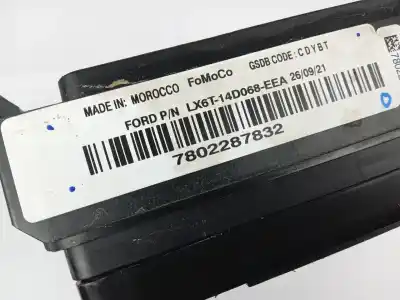 MADE IN: MOROCCO FoMoCo GSDB CODE: CDYBT
FORD P/N LX6T-14D068-EEA 26/09/21
7802287832